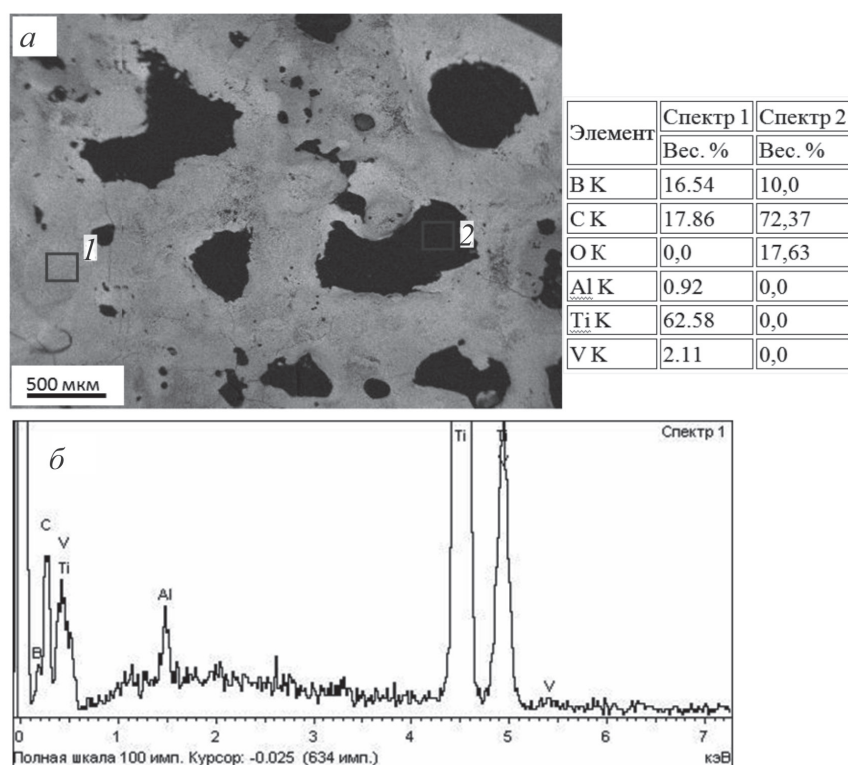 а
1
2
500 мкм
Элемент Спектр 1 Спектр 2
Вес. % Вес. %
B K 16.54 10,0
C K 17.86 72,37
O K 0,0 17,63
Al K 0.92 0,0
Ti K 62.58 0,0
V K 2.11 0,0
б
Спектр 1
Ti
Ti
V
C
V
Ti
Al
B
V
0 1 2 3 4 5 6 7
Полная шкала 100 имп. Курсор: -0.025 (634 имп.) кэВ